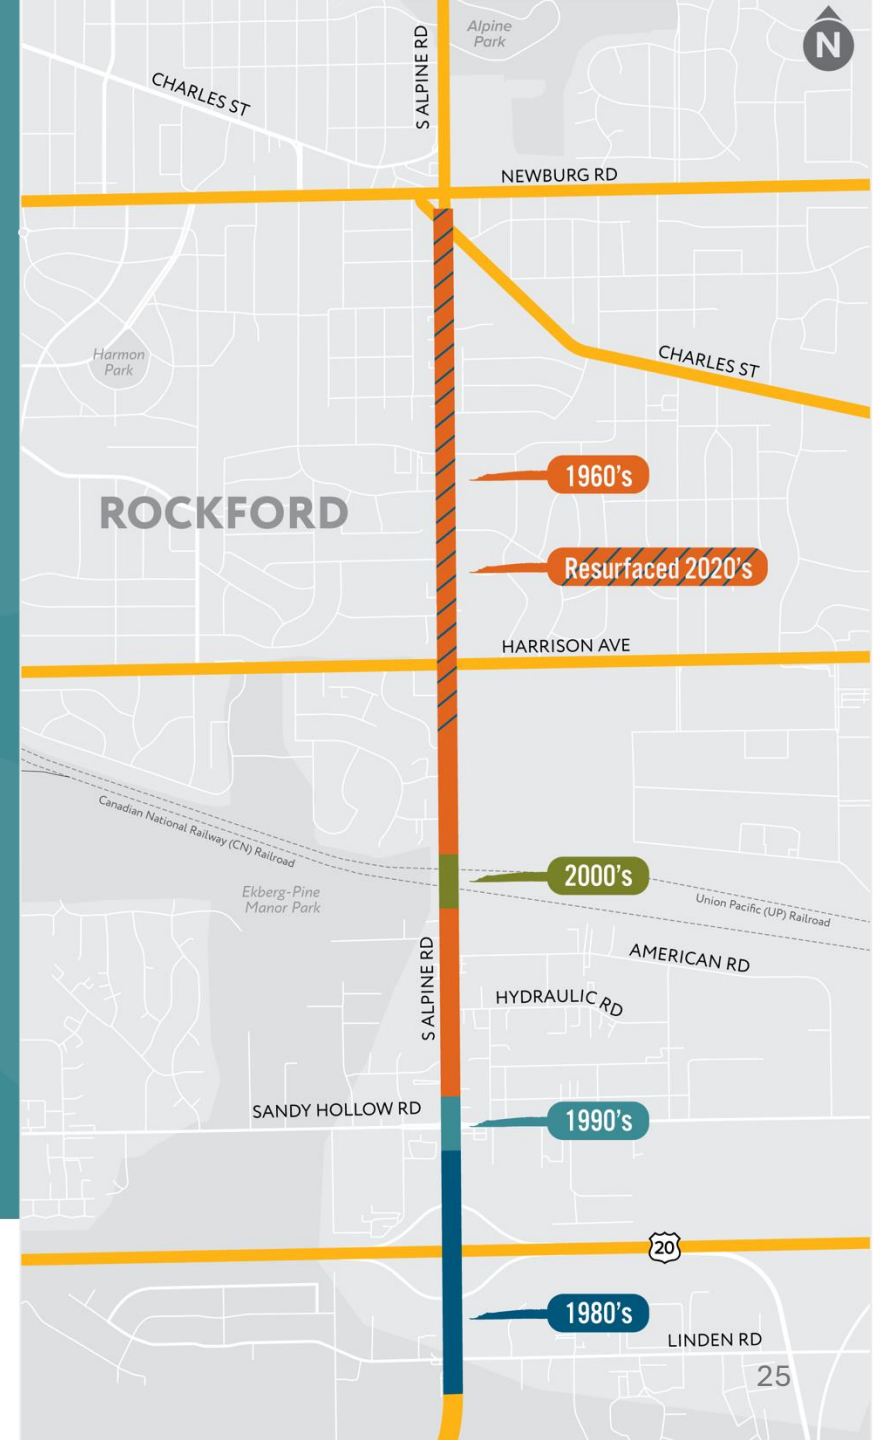 Alpine
Park
N
S ALPINE RD
CHARLES ST
NEWBURG RD
Harmon
Park
CHARLES ST
1960's
ROCKFORD
Resurfaced 2020's
HARRISON AVE
Canadian National Railway (CN) Railroad
2000's
Ekberg-Pine
Manor Park
Union Pacific (UP) Railroad
S ALPINE RD
AMERICAN RD
HYDRAULIC RD
SANDY HOLLOW RD
1990's
20
1980's
LINDEN RD
25